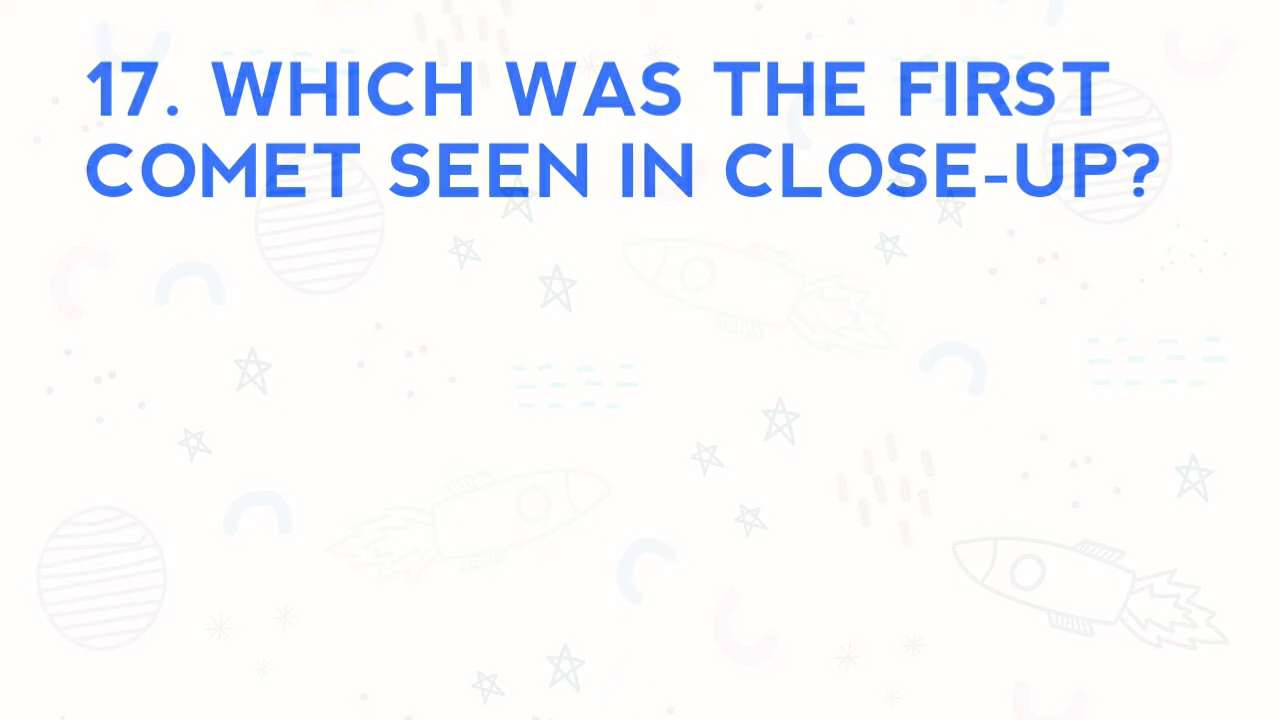 17. WHICH WAS THE FIRST
COMET SEEN IN CLOSE-UP?